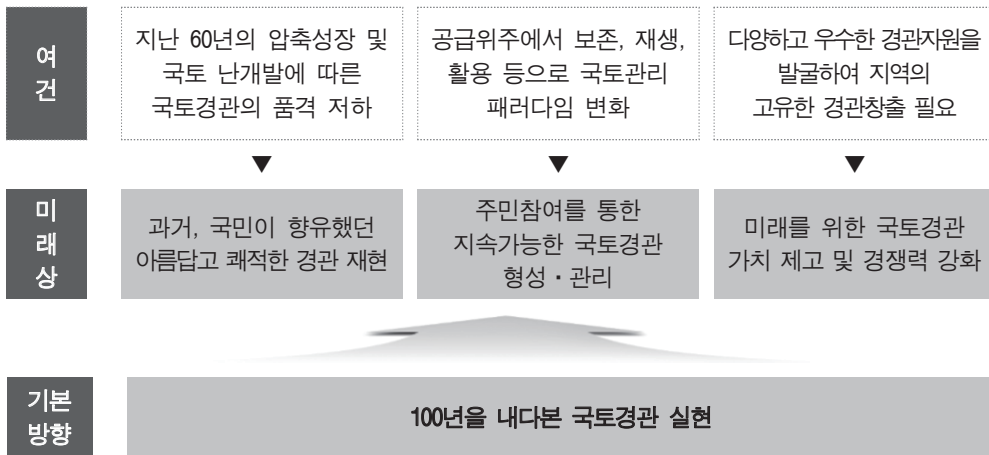 여건
지난 60년의 압축성장 및
국토 난개발에 따른
국토경관의 품격 저하
공급위주에서 보존, 재생,
활용 등으로 국토관리
패러다임 변화
다양하고 우수한 경관자원을
발굴하여 지역의
고유한 경관창출 필요
▼ ▼ ▼
미래상
과거, 국민이 향유했던
아름답고 쾌적한 경관 재현
주민참여를 통한
지속가능한 국토경관
형성・관리
미래를 위한 국토경관
가치 제고 및 경쟁력 강화
기본
방향
100년을 내다본 국토경관 실현